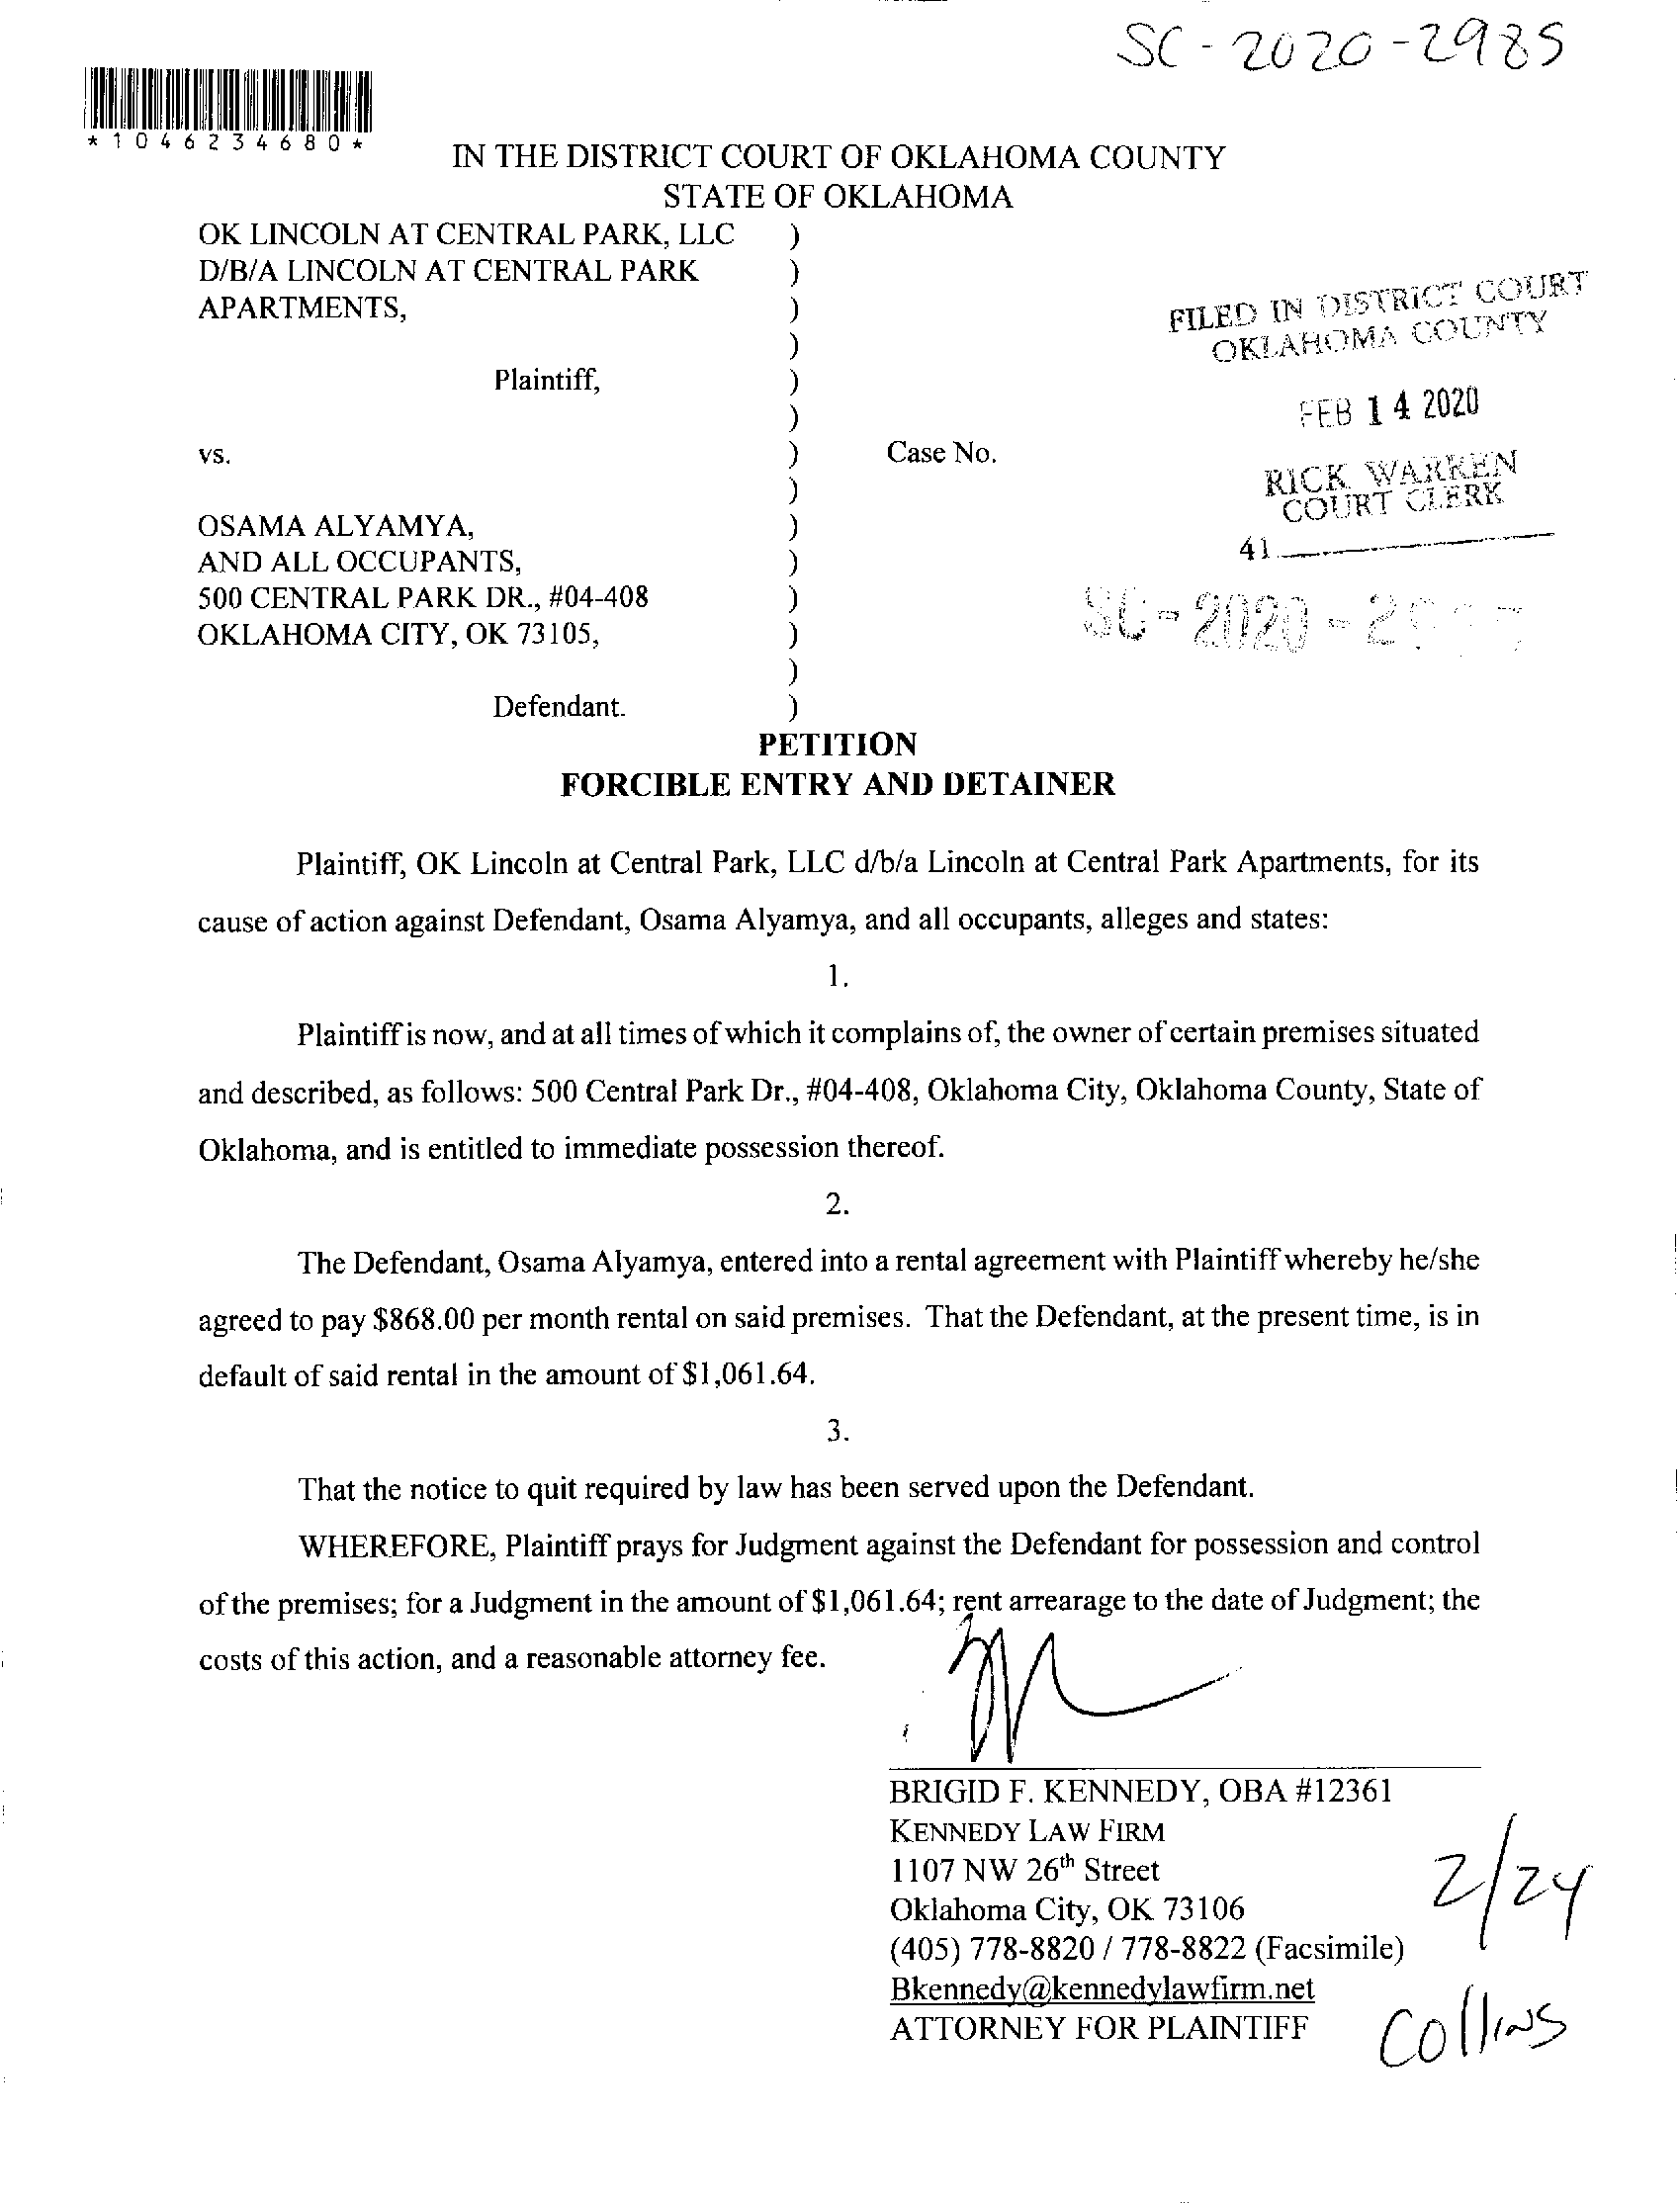 SC-2020-2985
*1046234680*
IN THE DISTRICT COURT OF OKLAHOMA COUNTY
STATE OF OKLAHOMA
OK LINCOLN AT CENTRAL PARK, LLC )
D/B/A LINCOLN AT CENTRAL PARK )
APARTMENTS, )
)
Plaintiff, )
)
vs. ) Case No.
)
OSAMA ALYAMYA, )
AND ALL OCCUPANTS, )
500 CENTRAL PARK DR., #04-408 )
OKLAHOMA CITY, OK 73105, )
)
Defendant. )
FILED IN DISTRICT COURT
OKLAHOMA COUNTY
FEB 14 2020
RICK WARREN
COURT CLERK
41
SC-2020-2
PETITION
FORCIBLE ENTRY AND DETAINER
Plaintiff, OK Lincoln at Central Park, LLC d/b/a Lincoln at Central Park Apartments, for its
cause of action against Defendant, Osama Alyamya, and all occupants, alleges and states:
1.
Plaintiff is now, and at all times of which it complains of, the owner of certain premises situated
and described, as follows: 500 Central Park Dr., #04-408, Oklahoma City, Oklahoma County, State of
Oklahoma, and is entitled to immediate possession thereof.
2.
The Defendant, Osama Alyamya, entered into a rental agreement with Plaintiff whereby he/she
agreed to pay $868.00 per month rental on said premises. That the Defendant, at the present time, is in
default of said rental in the amount of $1,061.64.
3.
That the notice to quit required by law has been served upon the Defendant.
WHEREFORE, Plaintiff prays for Judgment against the Defendant for possession and control
of the premises; for a Judgment in the amount of $1,061.64; rent arrearage to the date of Judgment; the
costs of this action, and a reasonable attorney fee.
BRIGID F. KENNEDY, OBA #12361
KENNEDY LAW FIRM
1107 NW 26th Street
Oklahoma City, OK 73106
(405) 778-8820 / 778-8822 (Facsimile)
Bkennedy@kennedylawfirm.net
ATTORNEY FOR PLAINTIFF
2/24
Collins